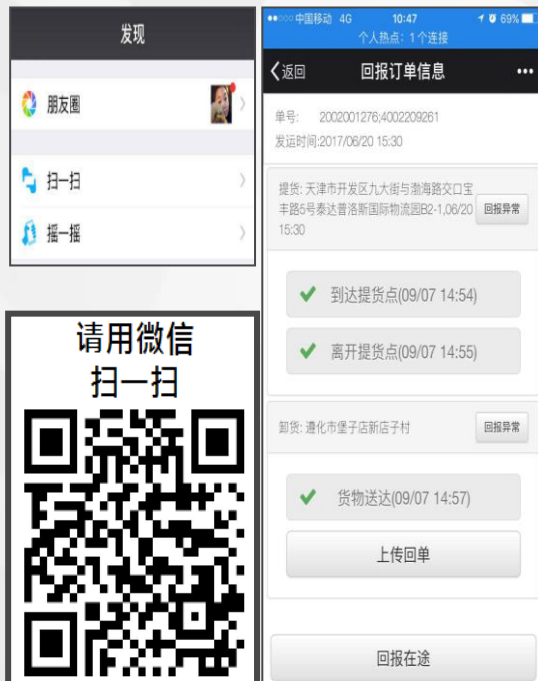 发现
朋友圈
扫一扫
摇一摇
请用微信
扫一扫
中国移动 4G 10:47 69%
个人热点：1个连接
返回 回报订单信息
单号: 2002001276;4002209261
发运时间:2017/06/20 15:30
提货: 天津市开发区九大街与渤海路交口宝
丰路5号泰达普洛斯国际物流园B2-1,06/20
15:30
回报异常
到达提货点(09/07 14:54)
离开提货点(09/07 14:55)
卸货: 遵化市堡子店新店子村
回报异常
货物送达(09/07 14:57)
上传回单
回报在途